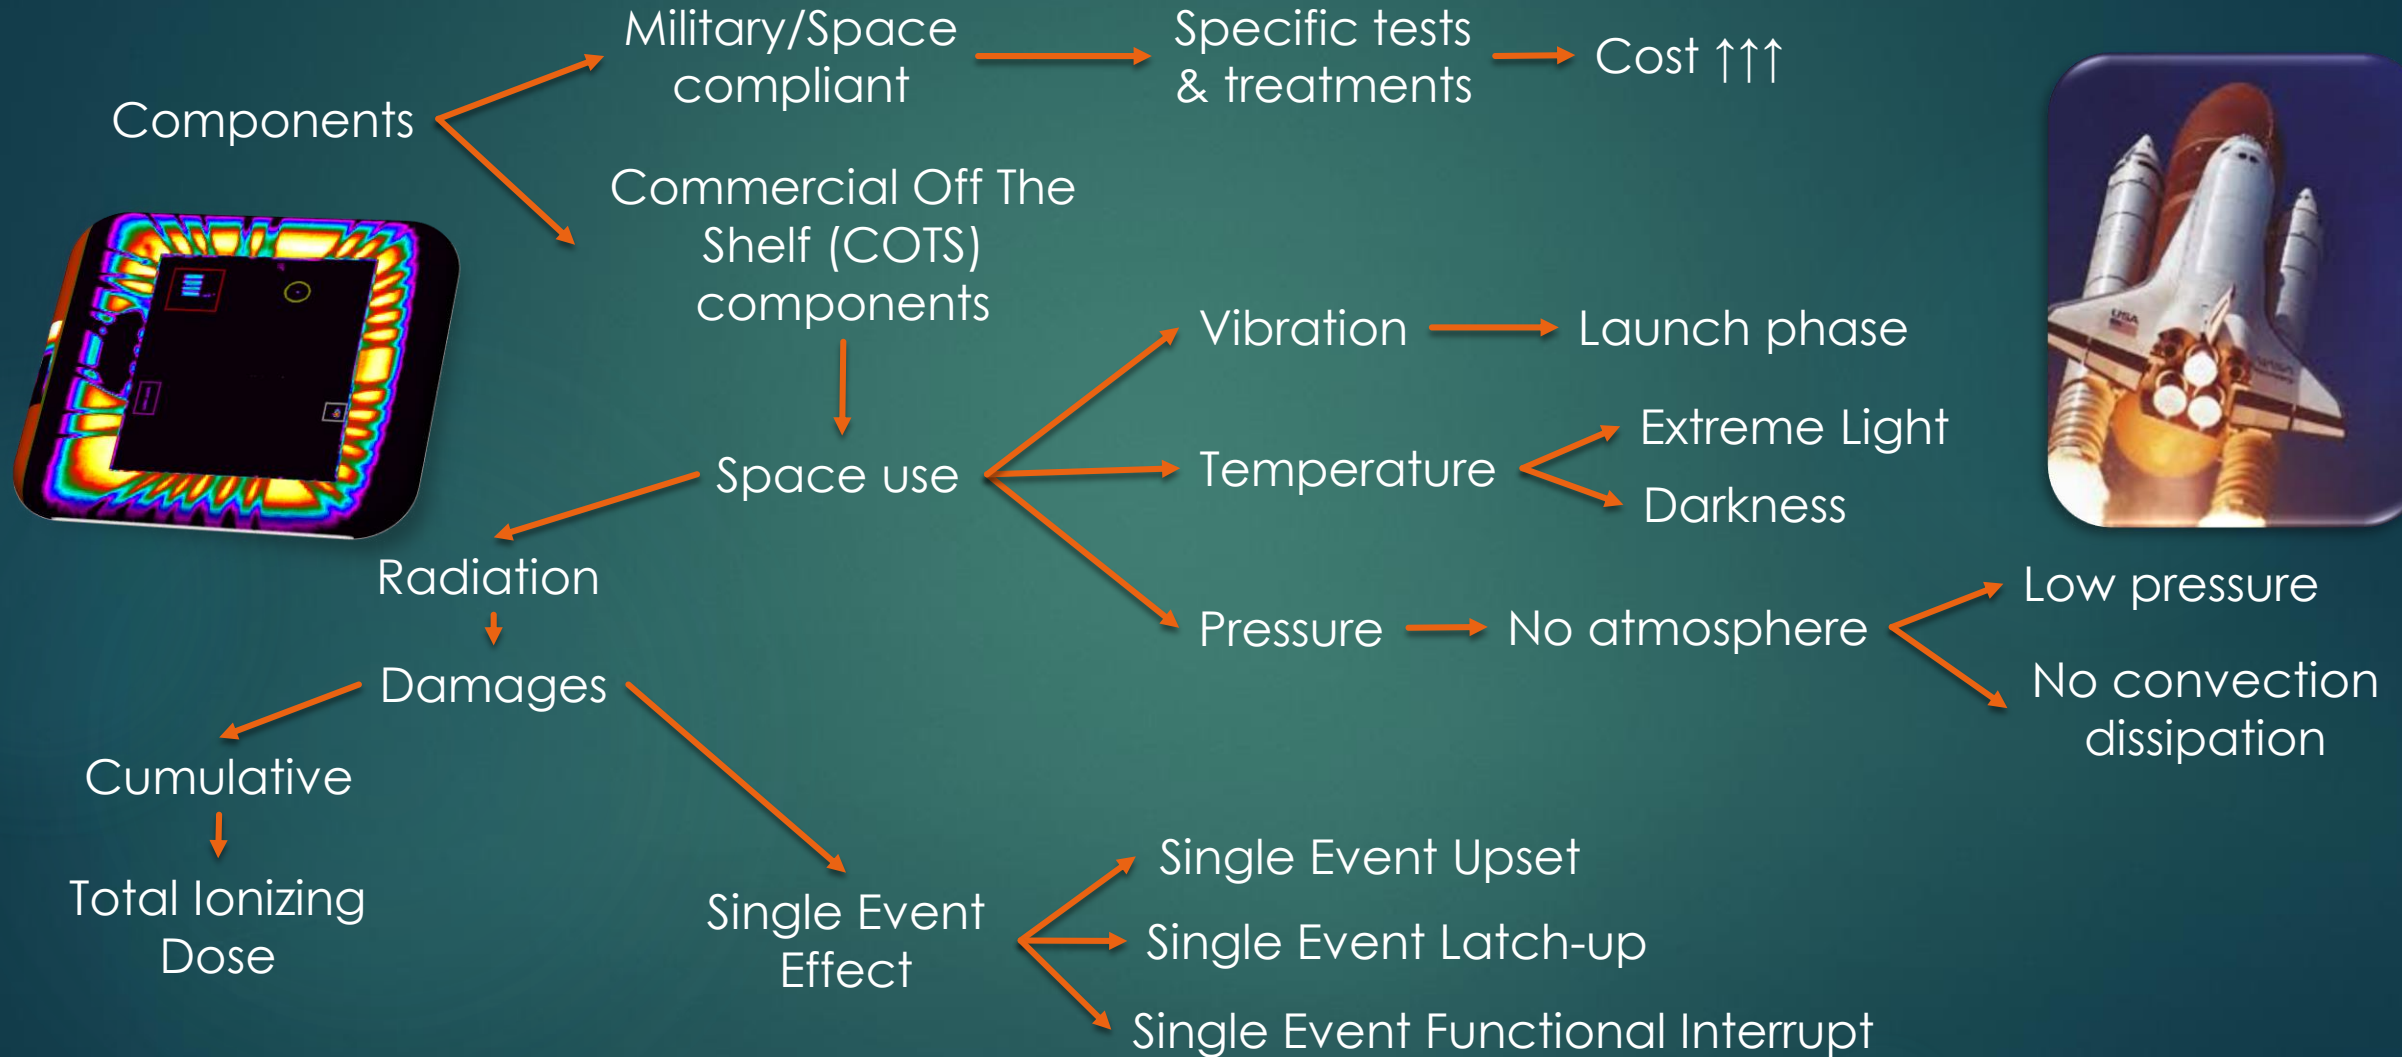 Components
Military/Space
compliant
Specific tests
& treatments
Cost ↑↑↑
Commercial Off The
Shelf (COTS)
components
Space use
Vibration
Launch phase
Temperature
Extreme Light
Darkness
Pressure
No atmosphere
Low pressure
No convection
dissipation
Radiation
Damages
Cumulative
Total Ionizing
Dose
Single Event
Effect
Single Event Upset
Single Event Latch-up
Single Event Functional Interrupt
USA